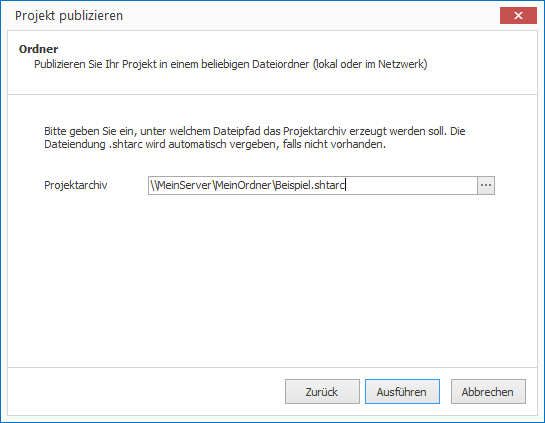 Projekt publizieren
Ordner
Publizieren Sie Ihr Projekt in einem beliebigen Dateiordner (lokal oder im Netzwerk)
Bitte geben Sie ein, unter welchem Dateipfad das Projektarchiv erzeugt werden soll. Die
Dateiendung .shtarc wird automatisch vergeben, falls nicht vorhanden.
Projektarchiv \\MeinServer\MeinOrdner\Beispiel.shtarc ...
Zurück Ausführen Abbrechen